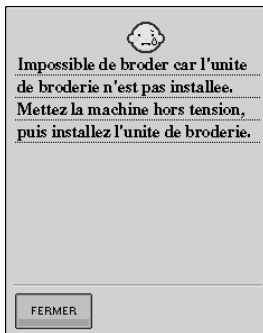 Impossible de broder car l'unite
de broderie n'est pas installee.
Mettez la machine hors tension,
puis installez l'unite de broderie.
FERMER